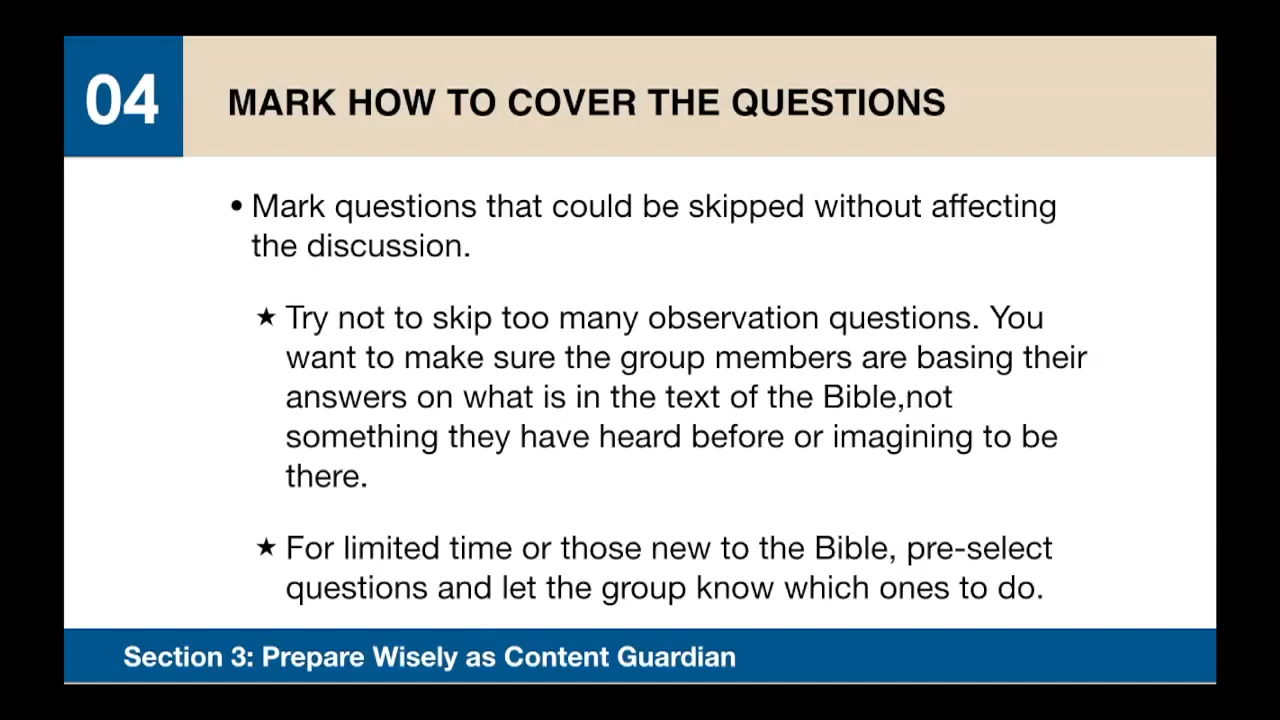 04
MARK HOW TO COVER THE QUESTIONS
• Mark questions that could be skipped without affecting
the discussion.
★ Try not to skip too many observation questions. You
want to make sure the group members are basing their
answers on what is in the text of the Bible,not
something they have heard before or imagining to be
there.
★ For limited time or those new to the Bible, pre-select
questions and let the group know which ones to do.
Section 3: Prepare Wisely as Content Guardian